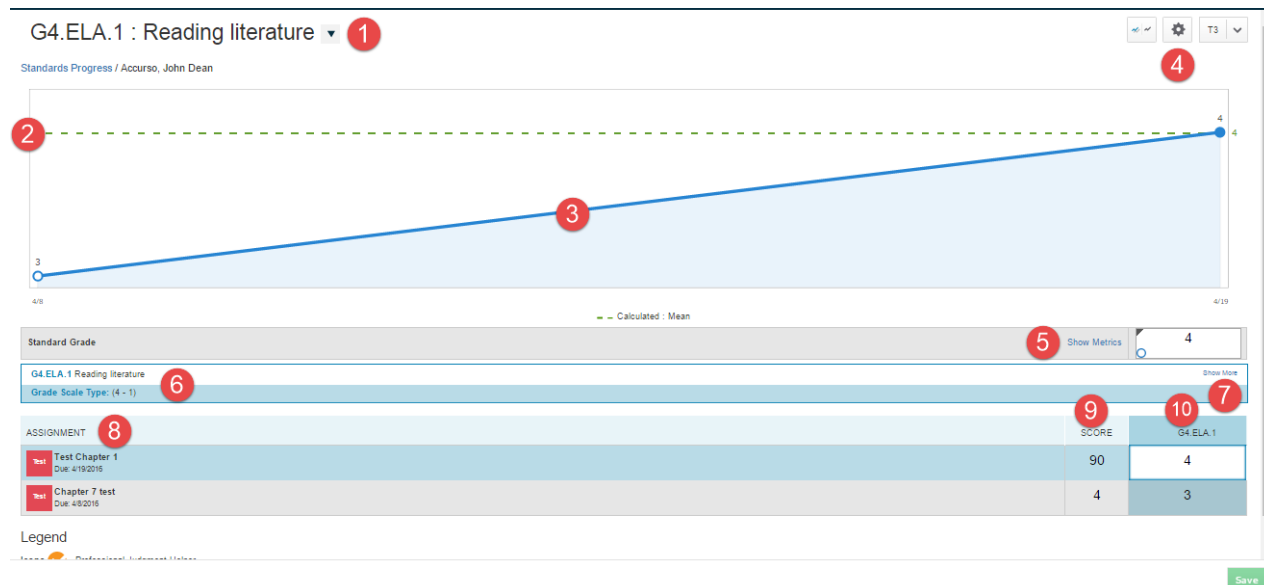 G4.ELA.1 : Reading literature 1
T3
4
Standards Progress / Accurso, John Dean
4
2 4
3
3
4/8 4/19
Calculated : Mean
Standard Grade 5 Show Metrics 4
G4.ELA.1 Reading literature Show More
6 Grade Scale Type: (4 - 1) 7
ASSIGNMENT 8 SCORE 9 G4.ELA.1 10
Test Test Chapter 1 90 4
Due: 4/19/2016
Test Chapter 7 test 4 3
Due: 4/8/2016
Legend
Save